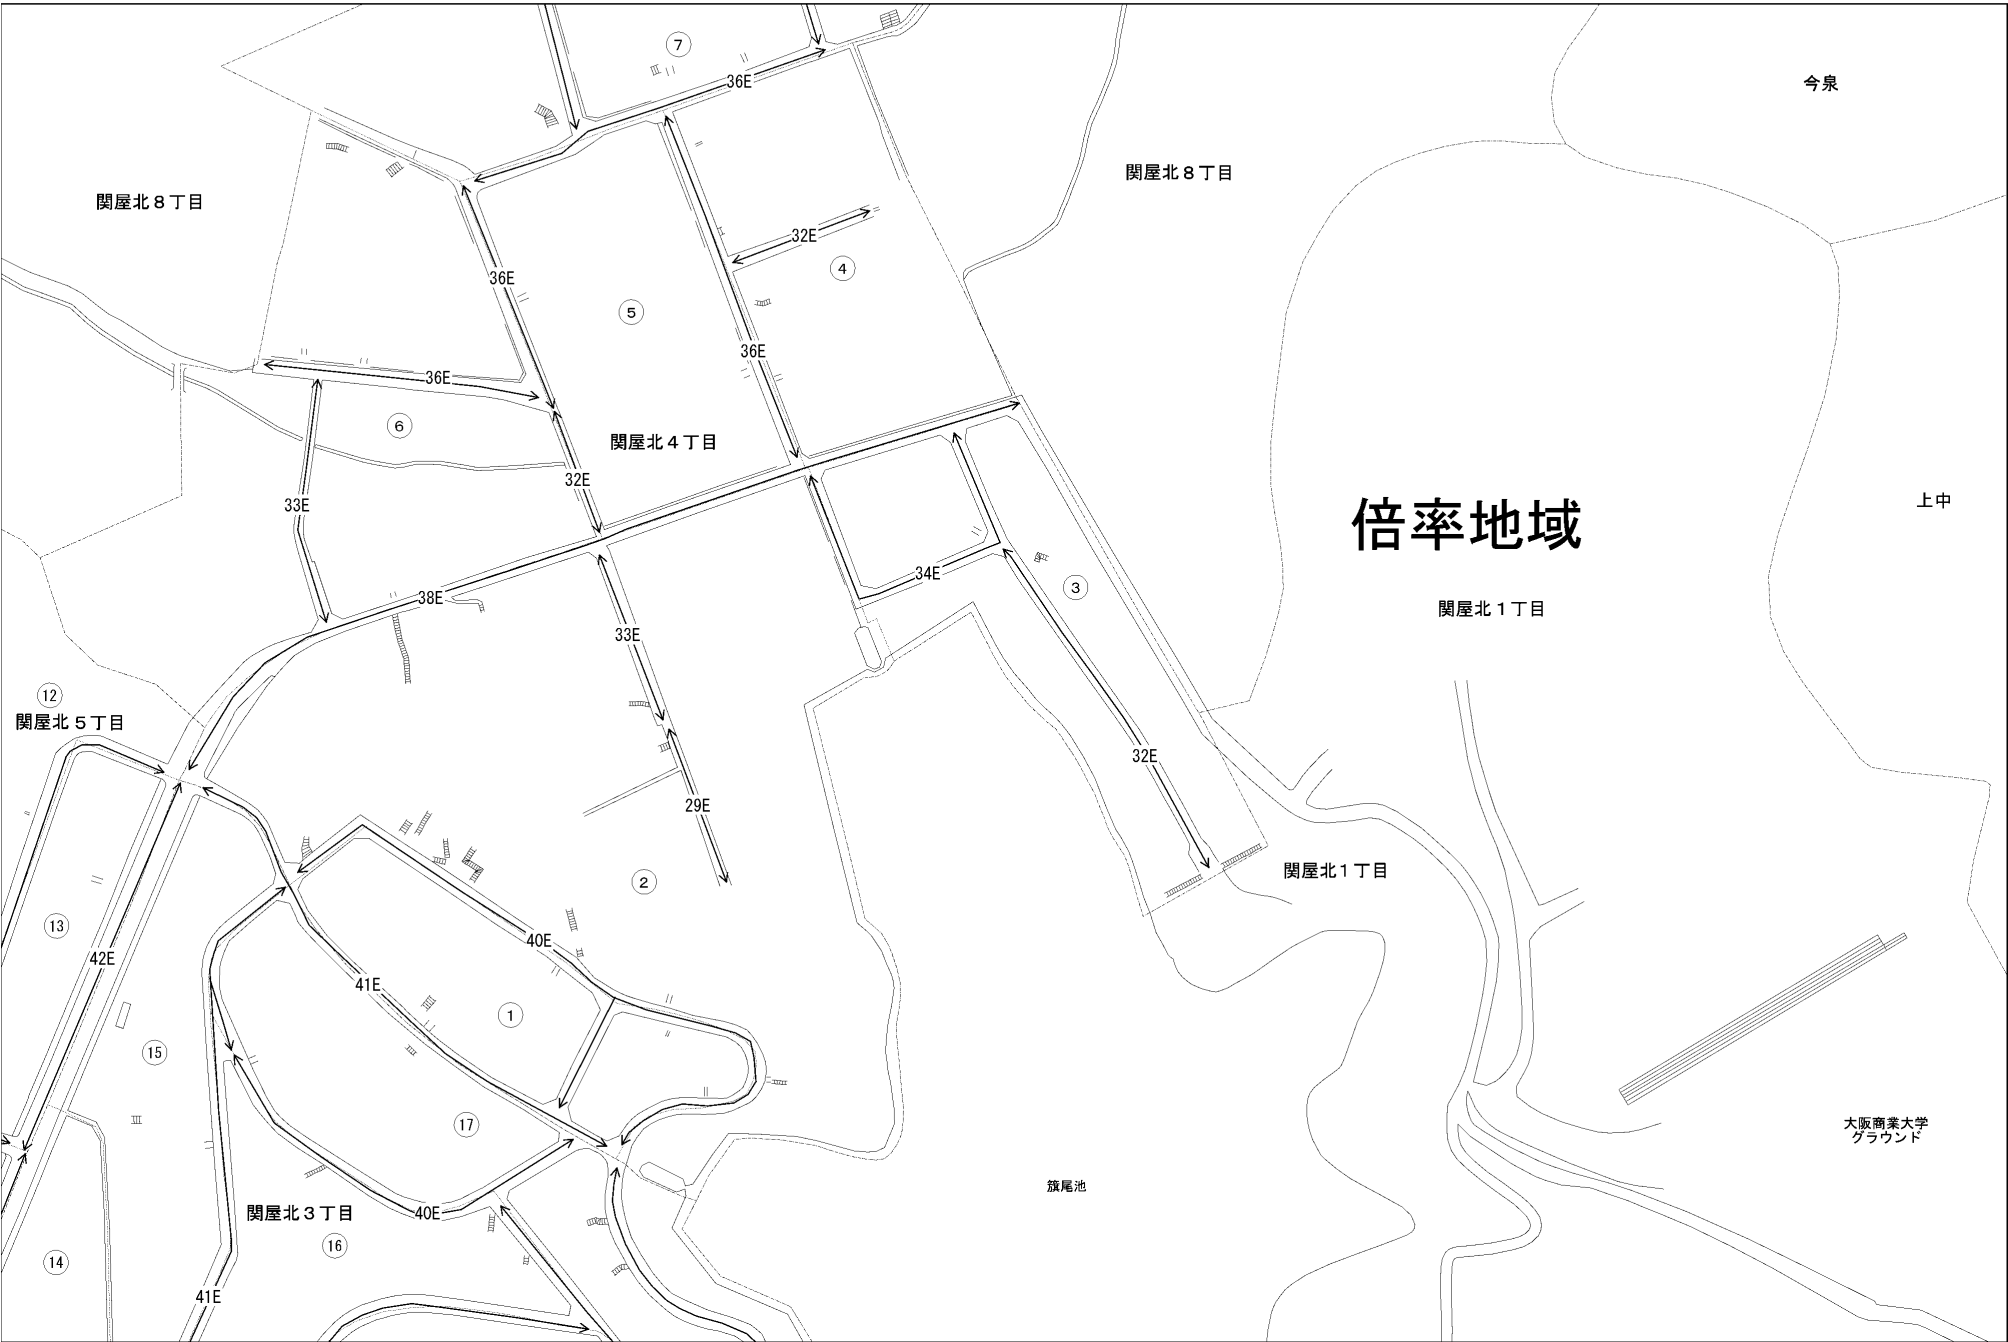 7
36E
今泉
関屋北８丁目
関屋北８丁目
32E
4
36E
5
36E
36E
6
関屋北４丁目
32E
33E
倍率地域
上中
34E
3
38E
関屋北１丁目
33E
12
関屋北５丁目
32E
29E
関屋北１丁目
2
13
40E
42E
41E
1
15
17
大阪商業大学
グラウンド
籏尾池
関屋北３丁目
40E
16
14
41E